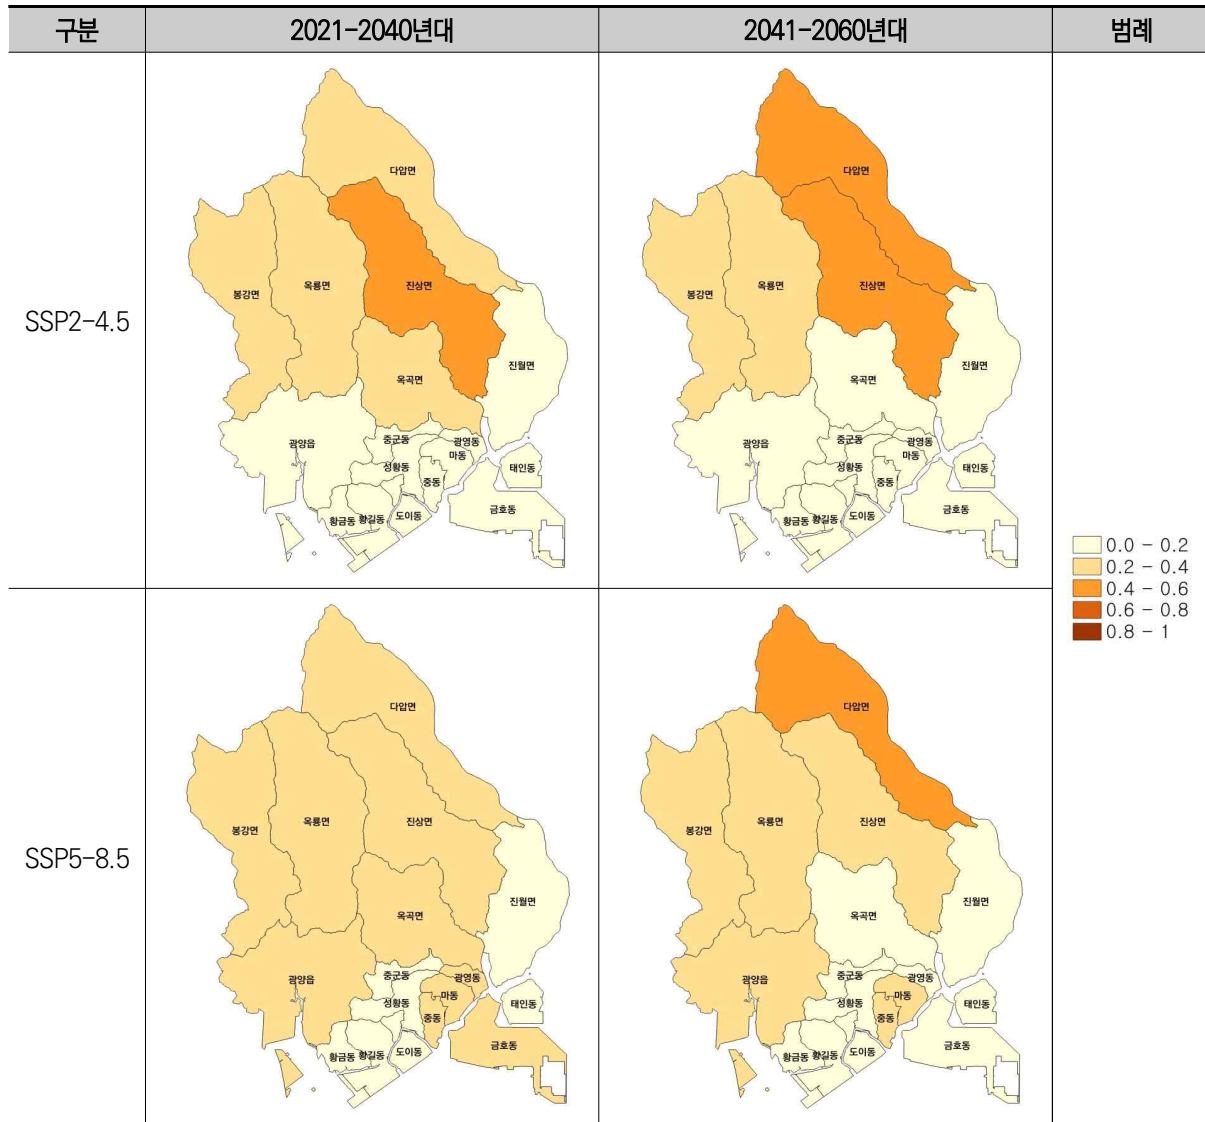 구분 2021-2040년대 2041-2060년대 범례
SSP2-4.5
다압면
봉강면
옥룡면
진상면
옥곡면
진월면
광양읍
중군동
광영동
마동
성황동
중동
태인동
금호동
황금동
황길동
도이동
다압면
봉강면
옥룡면
진상면
옥곡면
진월면
광양읍
중군동
광영동
마동
성황동
중동
태인동
금호동
황금동
황길동
도이동
0.0 - 0.2
0.2 - 0.4
0.4 - 0.6
0.6 - 0.8
0.8 - 1
SSP5-8.5
다압면
봉강면
옥룡면
진상면
옥곡면
진월면
광양읍
중군동
광영동
마동
성황동
중동
태인동
금호동
황금동
황길동
도이동
다압면
봉강면
옥룡면
진상면
옥곡면
진월면
광양읍
중군동
광영동
마동
성황동
중동
태인동
금호동
황금동
황길동
도이동